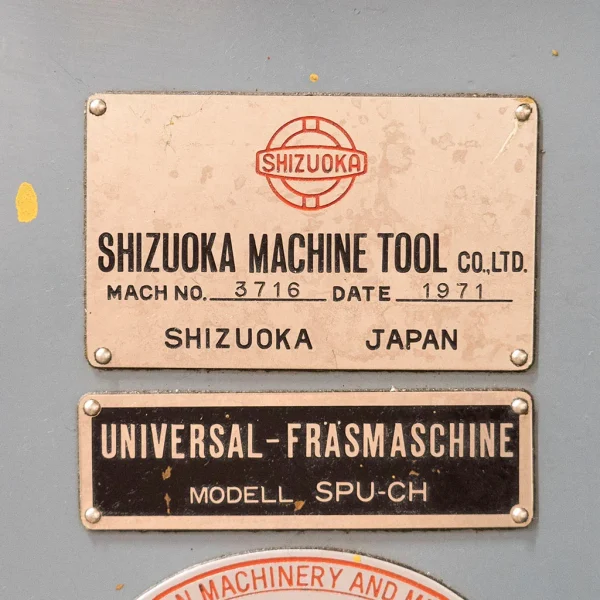 SHIZUOKA
SHIZUOKA MACHINE TOOL CO.,LTD.
MACH NO. 3716 DATE 1971
SHIZUOKA JAPAN
UNIVERSAL-FRÄSMASCHINE
MODELL SPU-CH
MACHINERY AND